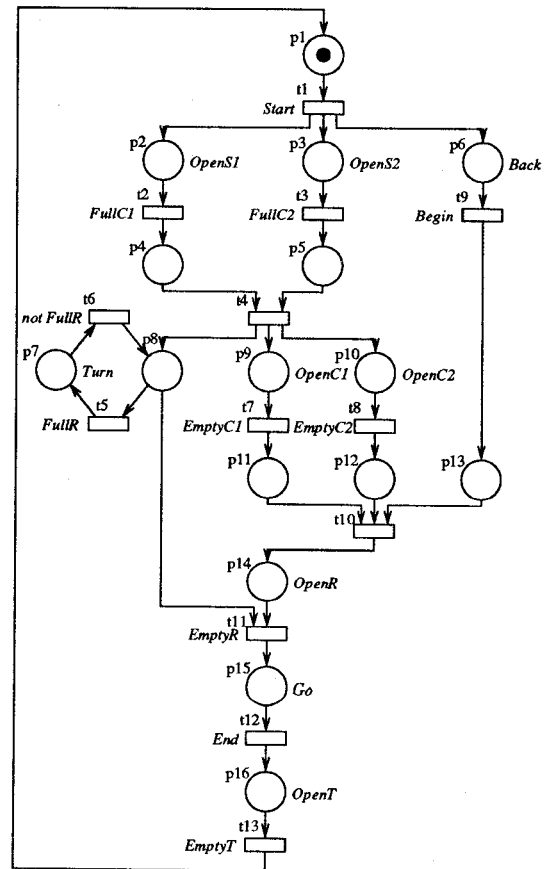 p1
t1
Start
p2
OpenS1
p3
OpenS2
p6
Back
t2
FullC1
t3
FullC2
t9
Begin
p4
p5
t6
not FullR
t4
p7
Turn
p8
p9
OpenC1
p10
OpenC2
t5
FullR
t7
EmptyC1
t8
EmptyC2
p11
p12
p13
t10
p14
OpenR
t11
EmptyR
p15
Go
t12
End
p16
OpenT
t13
EmptyT